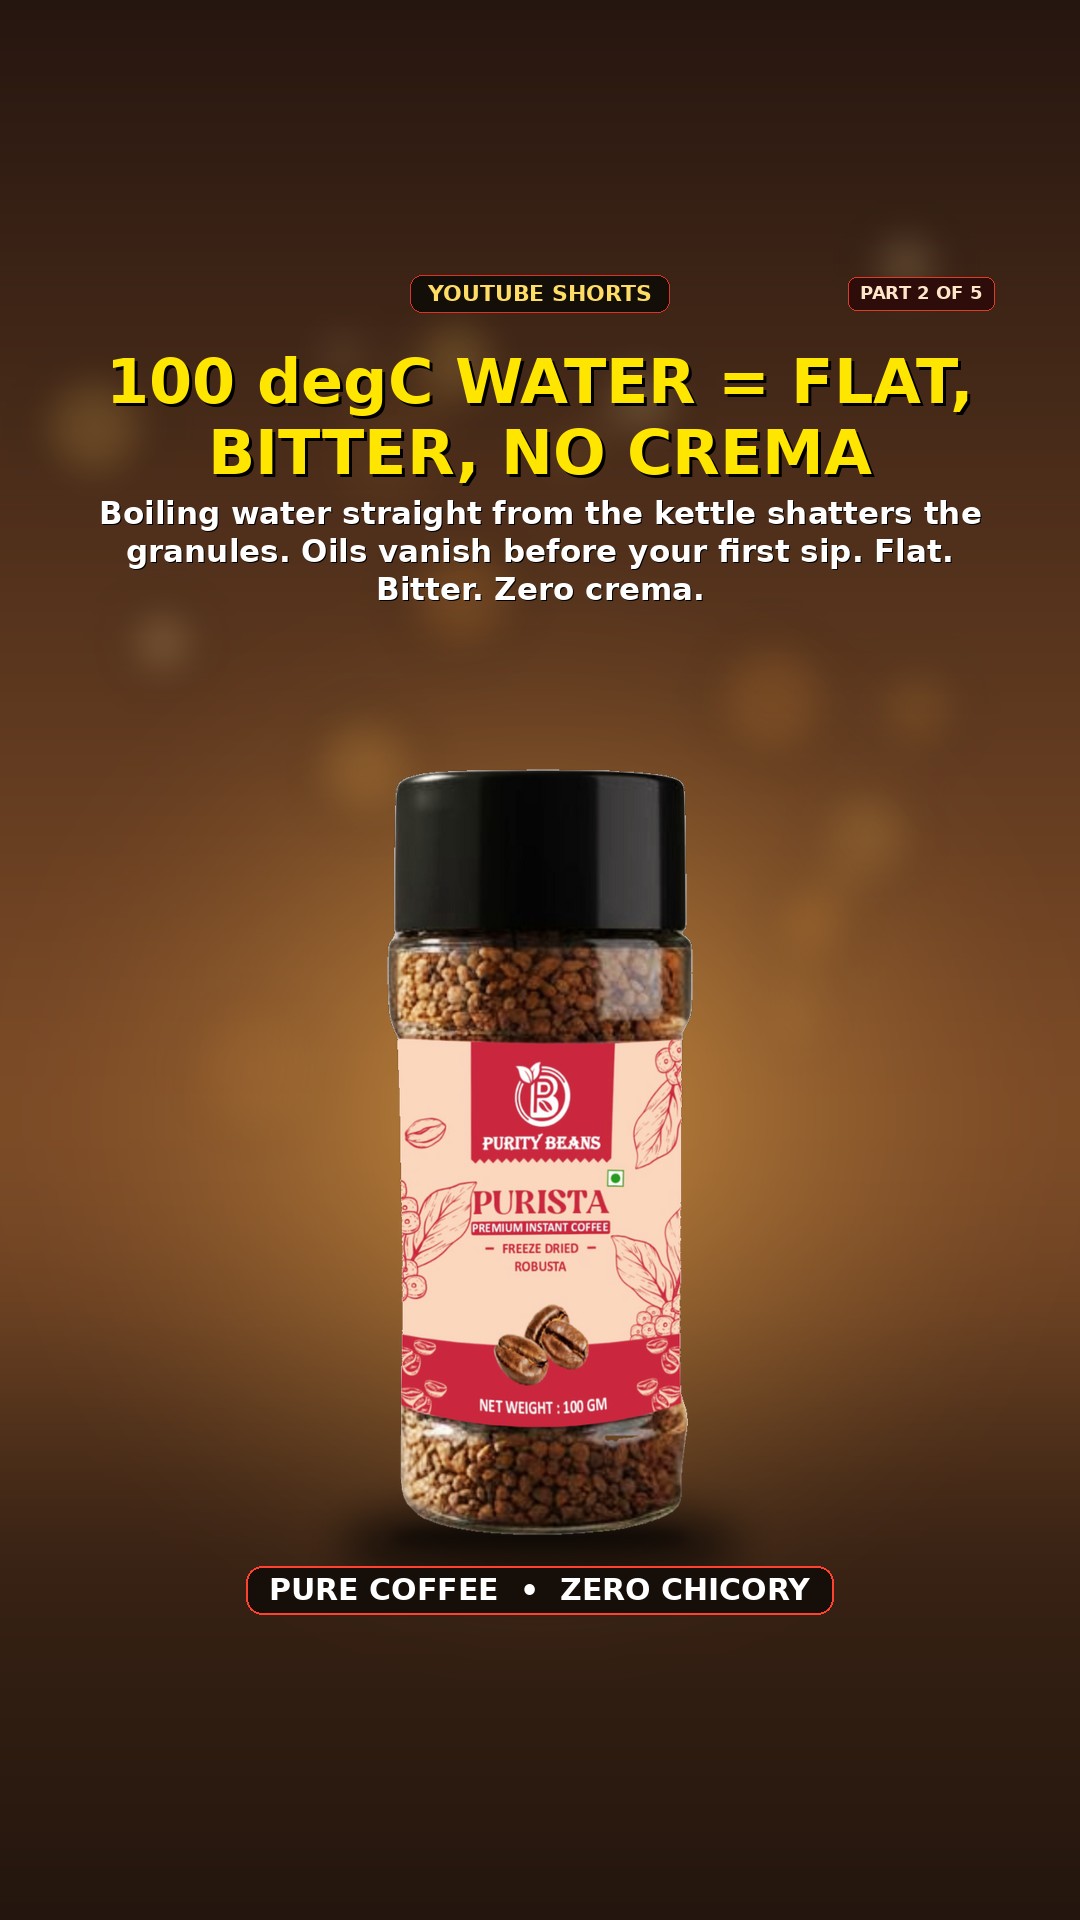 YOUTUBE SHORTS
PART 2 OF 5
100 degC WATER = FLAT,
BITTER, NO CREMA
Boiling water straight from the kettle shatters the
granules. Oils vanish before your first sip. Flat.
Bitter. Zero crema.
PURITY BEANS
PURISTA
PREMIUM INSTANT COFFEE
– FREEZE DRIED –
ROBUSTA
NET WEIGHT : 100 GM
PURE COFFEE • ZERO CHICORY